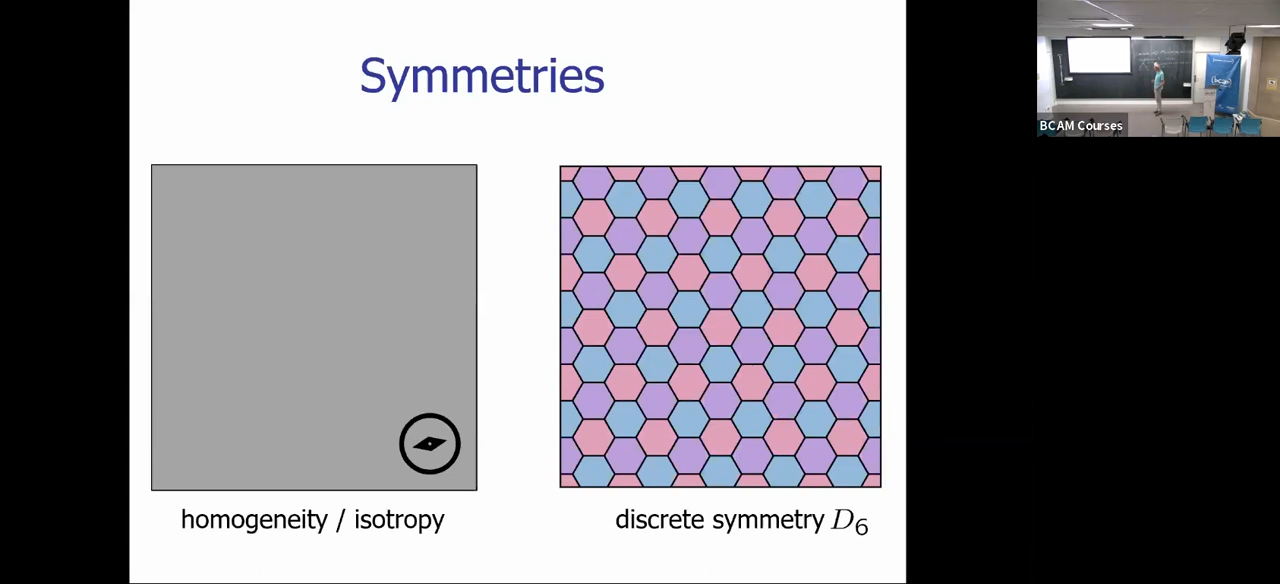 Symmetries
BCAM Courses
homogeneity / isotropy
discrete symmetry D₆